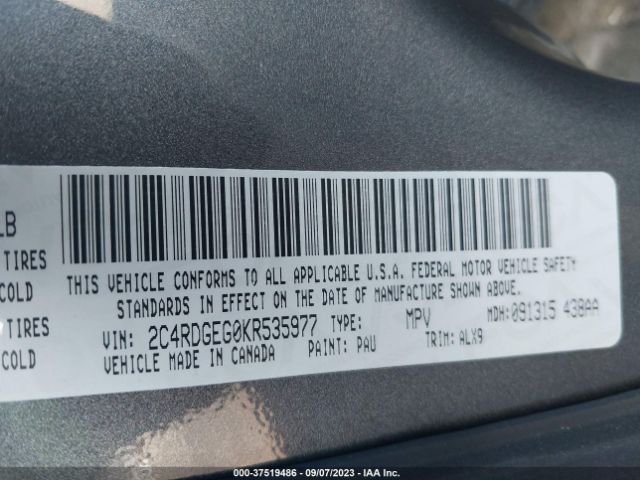 LB
TIRES
COLD
TIRES
COLD
THIS VEHICLE CONFORMS TO ALL APPLICABLE U.S.A. FEDERAL MOTOR VEHICLE SAFETY
STANDARDS IN EFFECT ON THE DATE OF MANUFACTURE SHOWN ABOVE.
VIN: 2C4RDGEG0KR535977 TYPE: MPV MDH:091315 438AA
VEHICLE MADE IN CANADA PAINT: PAU TRIM: ALX9
000-37519486 - 09/07/2023 - IAA Inc.